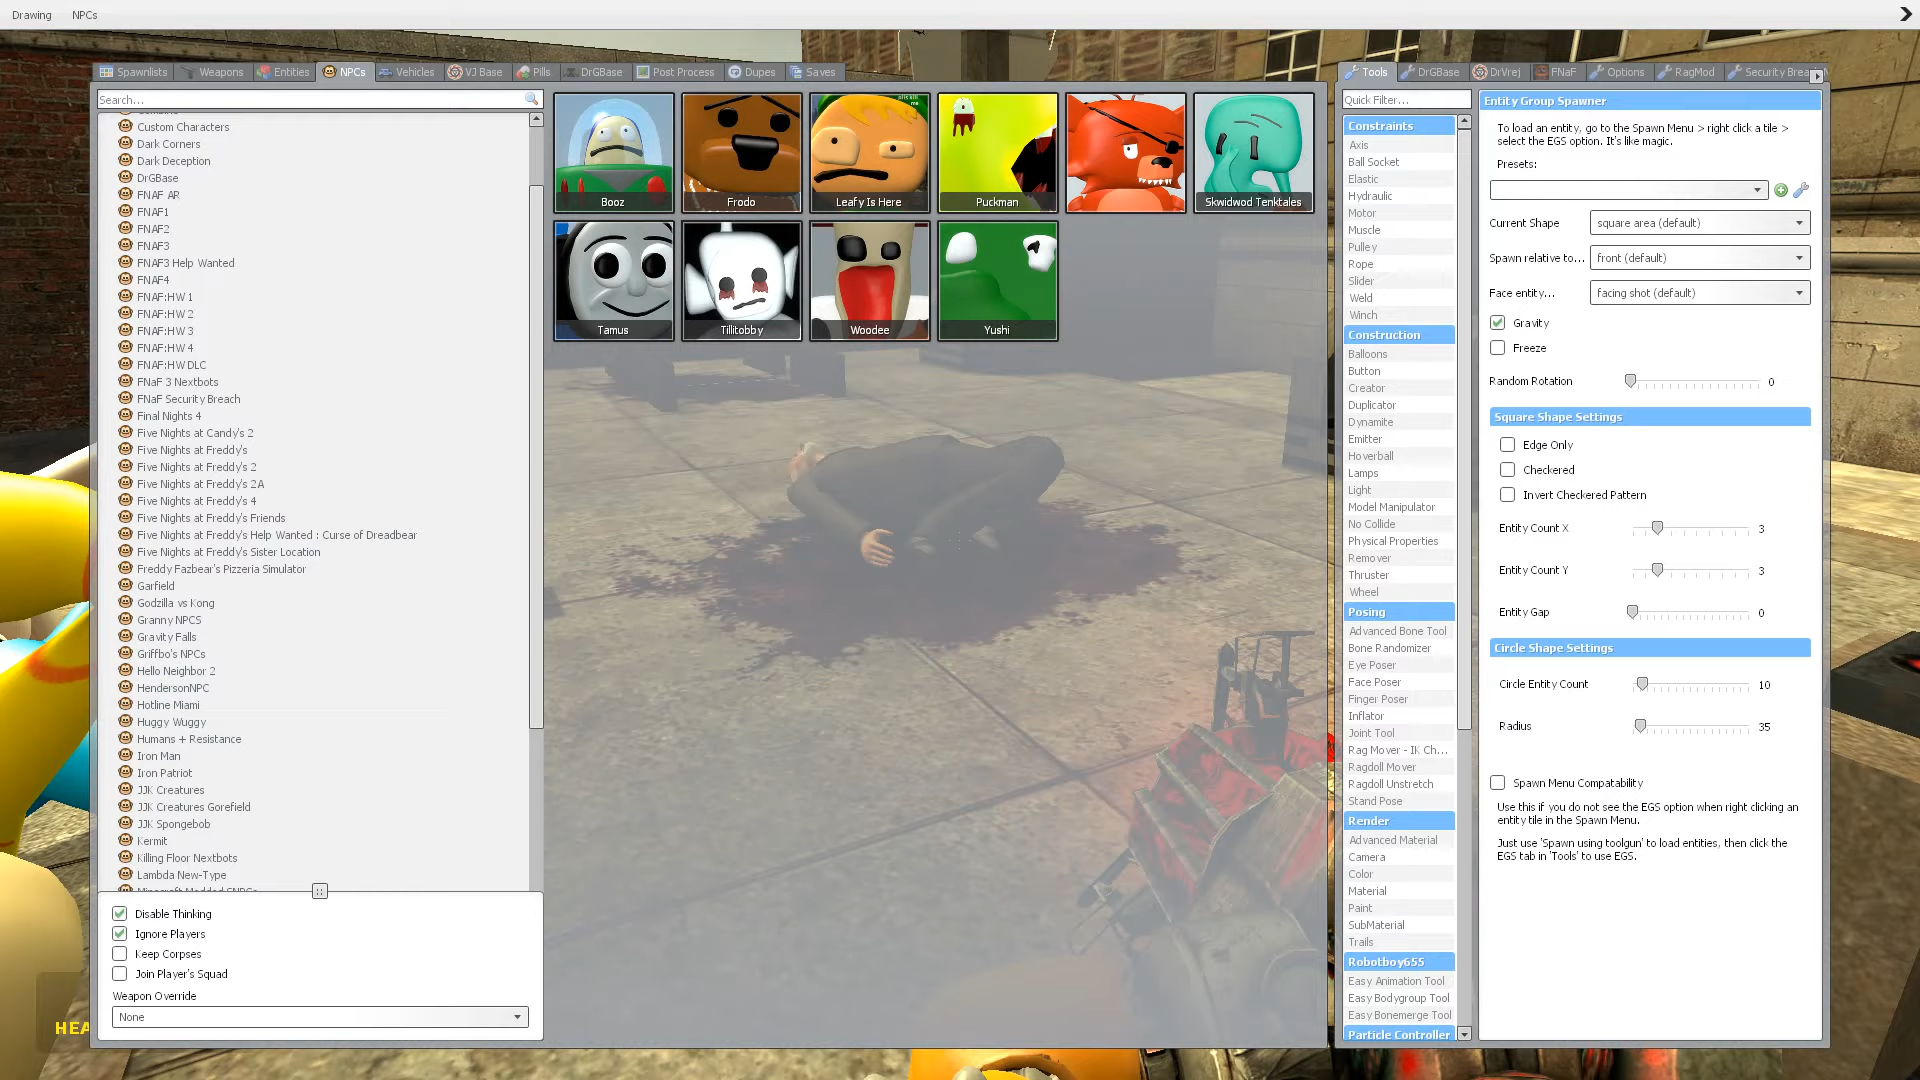 Drawing NPCs
Spawnlists Weapons Entities NPCs Vehicles VJ Base Pills DrGBase Post Process Dupes Saves
Search...
Custom Characters
Dark Corners
Dark Deception
DrGBase
FNAF AR
FNAF1
FNAF2
FNAF3
FNAF3 Help Wanted
FNAF4
FNAF:HW 1
FNAF:HW 2
FNAF:HW 3
FNAF:HW 4
FNAF:HW DLC
FNaF 3 Nextbots
FNaF Security Breach
Final Nights 4
Five Nights at Candy's 2
Five Nights at Freddy's
Five Nights at Freddy's 2
Five Nights at Freddy's 2A
Five Nights at Freddy's 4
Five Nights at Freddy's Friends
Five Nights at Freddy's Help Wanted : Curse of Dreadbear
Five Nights at Freddy's Sister Location
Freddy Fazbear's Pizzeria Simulator
Garfield
Godzilla vs Kong
Granny NPCS
Gravity Falls
Griffbo's NPCs
Hello Neighbor 2
HendersonNPC
Hotline Miami
Huggy Wuggy
Humans + Resistance
Iron Man
Iron Patriot
JJK Creatures
JJK Creatures Gorefield
JJK Spongebob
Kermit
Killing Floor Nextbots
Lambda New-Type
Disable Thinking
Ignore Players
Keep Corpses
Join Player's Squad
Weapon Override
None
HEA
Booz Frodo Leafy Is Here Puckman Skwidwod Tenktales
Tamus Tillitobby Woodee Yushi
Tools DrGBase DrVrej FNaF Options RagMod Security Brea
Quick Filter...
Constraints
Axis
Ball Socket
Elastic
Hydraulic
Motor
Muscle
Pulley
Rope
Slider
Weld
Winch
Construction
Balloons
Button
Creator
Duplicator
Dynamite
Emitter
Hoverball
Lamps
Light
Model Manipulator
No Collide
Physical Properties
Remover
Thruster
Wheel
Posing
Advanced Bone Tool
Bone Randomizer
Eye Poser
Face Poser
Finger Poser
Inflator
Joint Tool
Rag Mover - IK Ch...
Ragdoll Mover
Ragdoll Unstretch
Stand Pose
Render
Advanced Material
Camera
Color
Material
Paint
SubMaterial
Trails
Robotboy655
Easy Animation Tool
Easy Bodygroup Tool
Easy Bonemerge Tool
Particle Controller
Entity Group Spawner
To load an entity, go to the Spawn Menu > right click a tile >
select the EGS option. It's like magic.
Presets:
Current Shape square area (default)
Spawn relative to... front (default)
Face entity... facing shot (default)
Gravity
Freeze
Random Rotation 0
Square Shape Settings
Edge Only
Checkered
Invert Checkered Pattern
Entity Count X 3
Entity Count Y 3
Entity Gap 0
Circle Shape Settings
Circle Entity Count 10
Radius 35
Spawn Menu Compatability
Use this if you do not see the EGS option when right clicking an
entity tile in the Spawn Menu.
Just use 'Spawn using toolgun' to load entities, then click the
EGS tab in 'Tools' to use EGS.